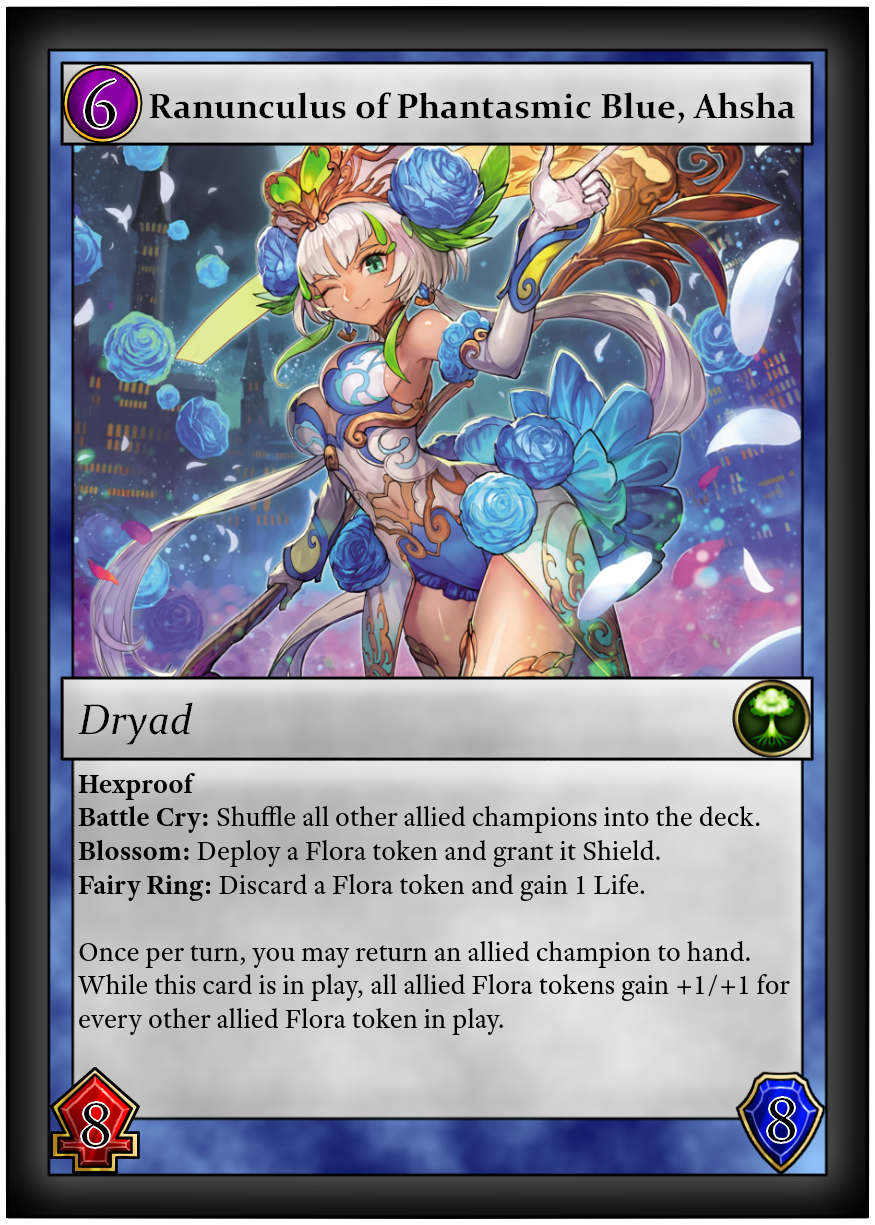 6
Ranunculus of Phantasmic Blue, Ahsha
Dryad
Hexproof
Battle Cry: Shuffle all other allied champions into the deck.
Blossom: Deploy a Flora token and grant it Shield.
Fairy Ring: Discard a Flora token and gain 1 Life.
Once per turn, you may return an allied champion to hand.
While this card is in play, all allied Flora tokens gain +1/+1 for
every other allied Flora token in play.
8
8